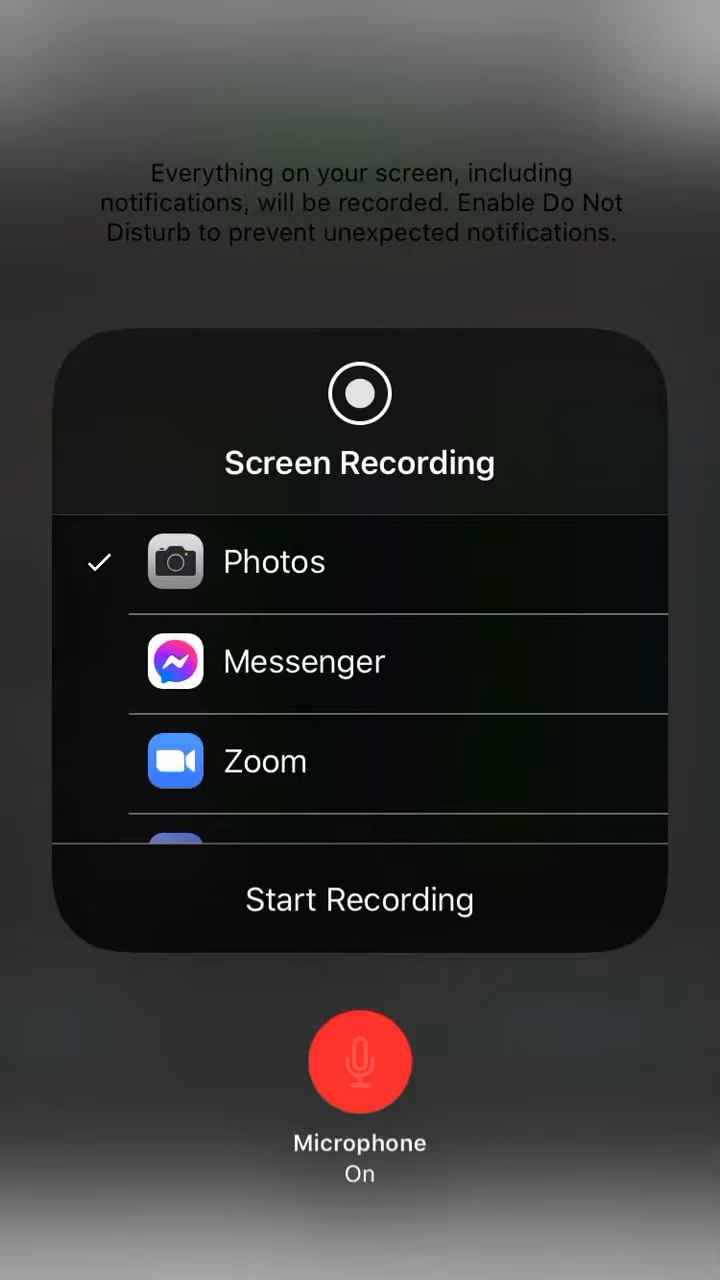 Everything on your screen, including
notifications, will be recorded. Enable Do Not
Disturb to prevent unexpected notifications.
Screen Recording
Photos
Messenger
Zoom
Start Recording
Microphone
On